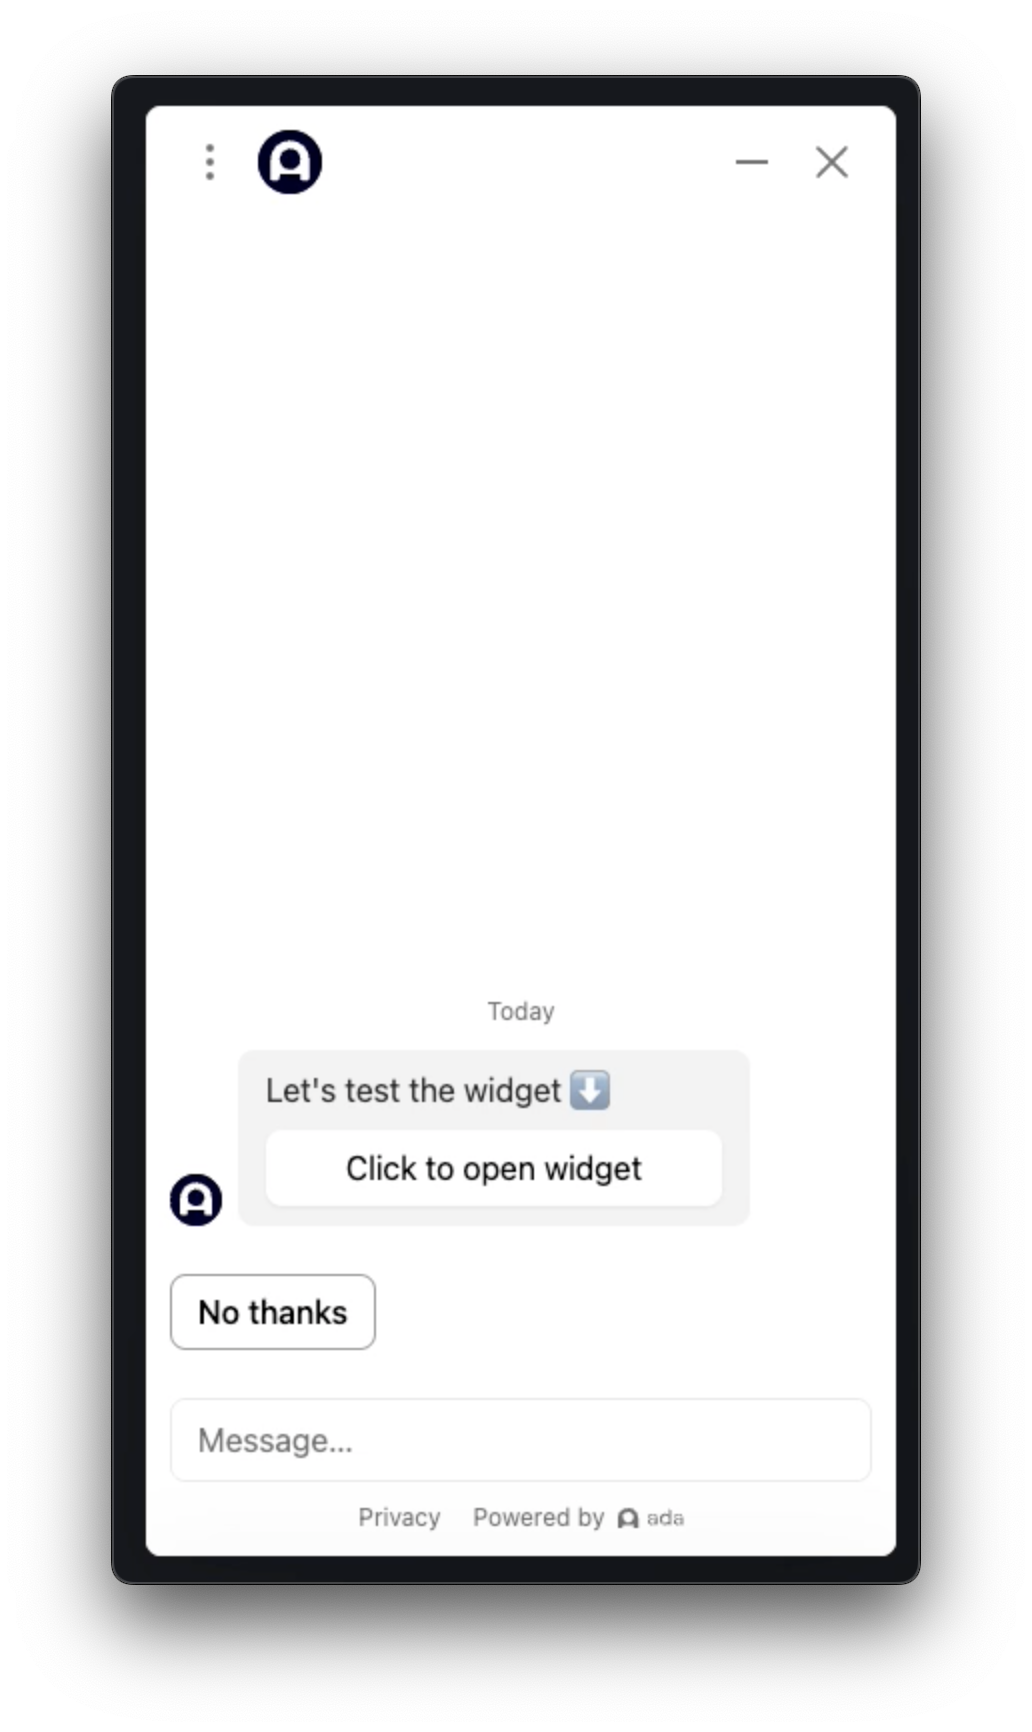 Today
Let's test the widget ⬇️
Click to open widget
No thanks
Message...
Privacy Powered by ada